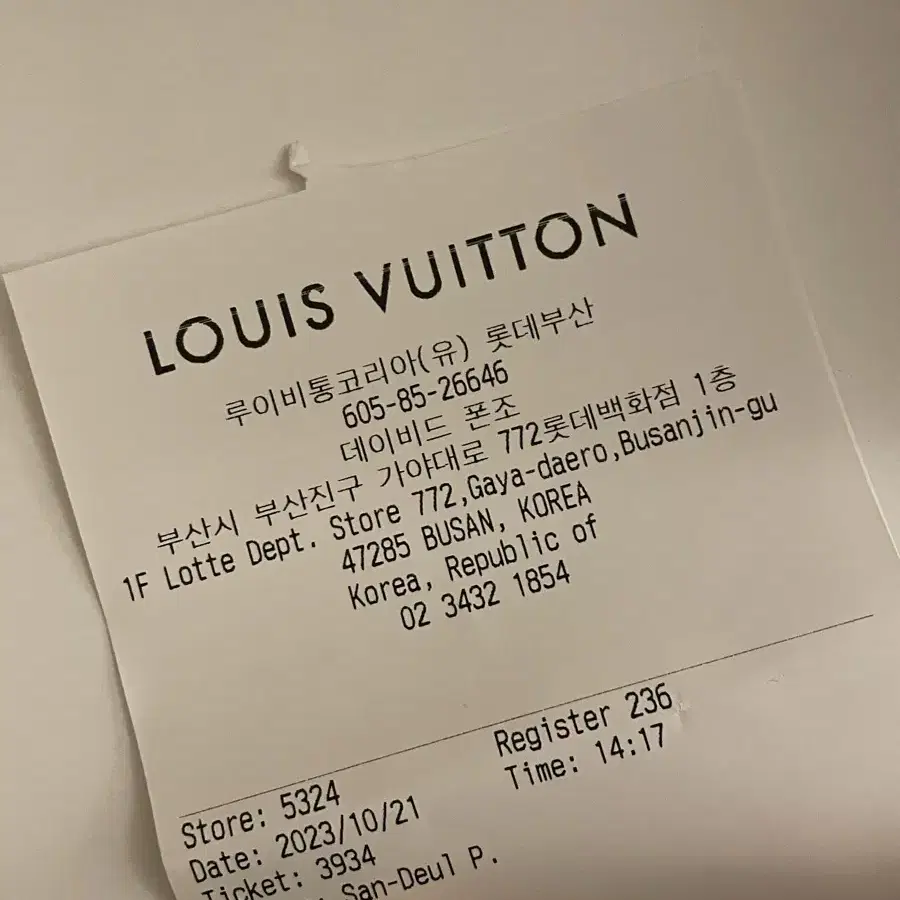 LOUIS VUITTON
루이비통코리아(유) 롯데부산
605-85-26646
데이비드 폰조
부산시 부산진구 가야대로 772롯데백화점 1층
1F Lotte Dept. Store 772,Gaya-daero,Busanjin-gu
47285 BUSAN, KOREA
Korea, Republic of
02 3432 1854
Store: 5324 Register 236
Date: 2023/10/21 Time: 14:17
Ticket: 3934
San-Deul P.